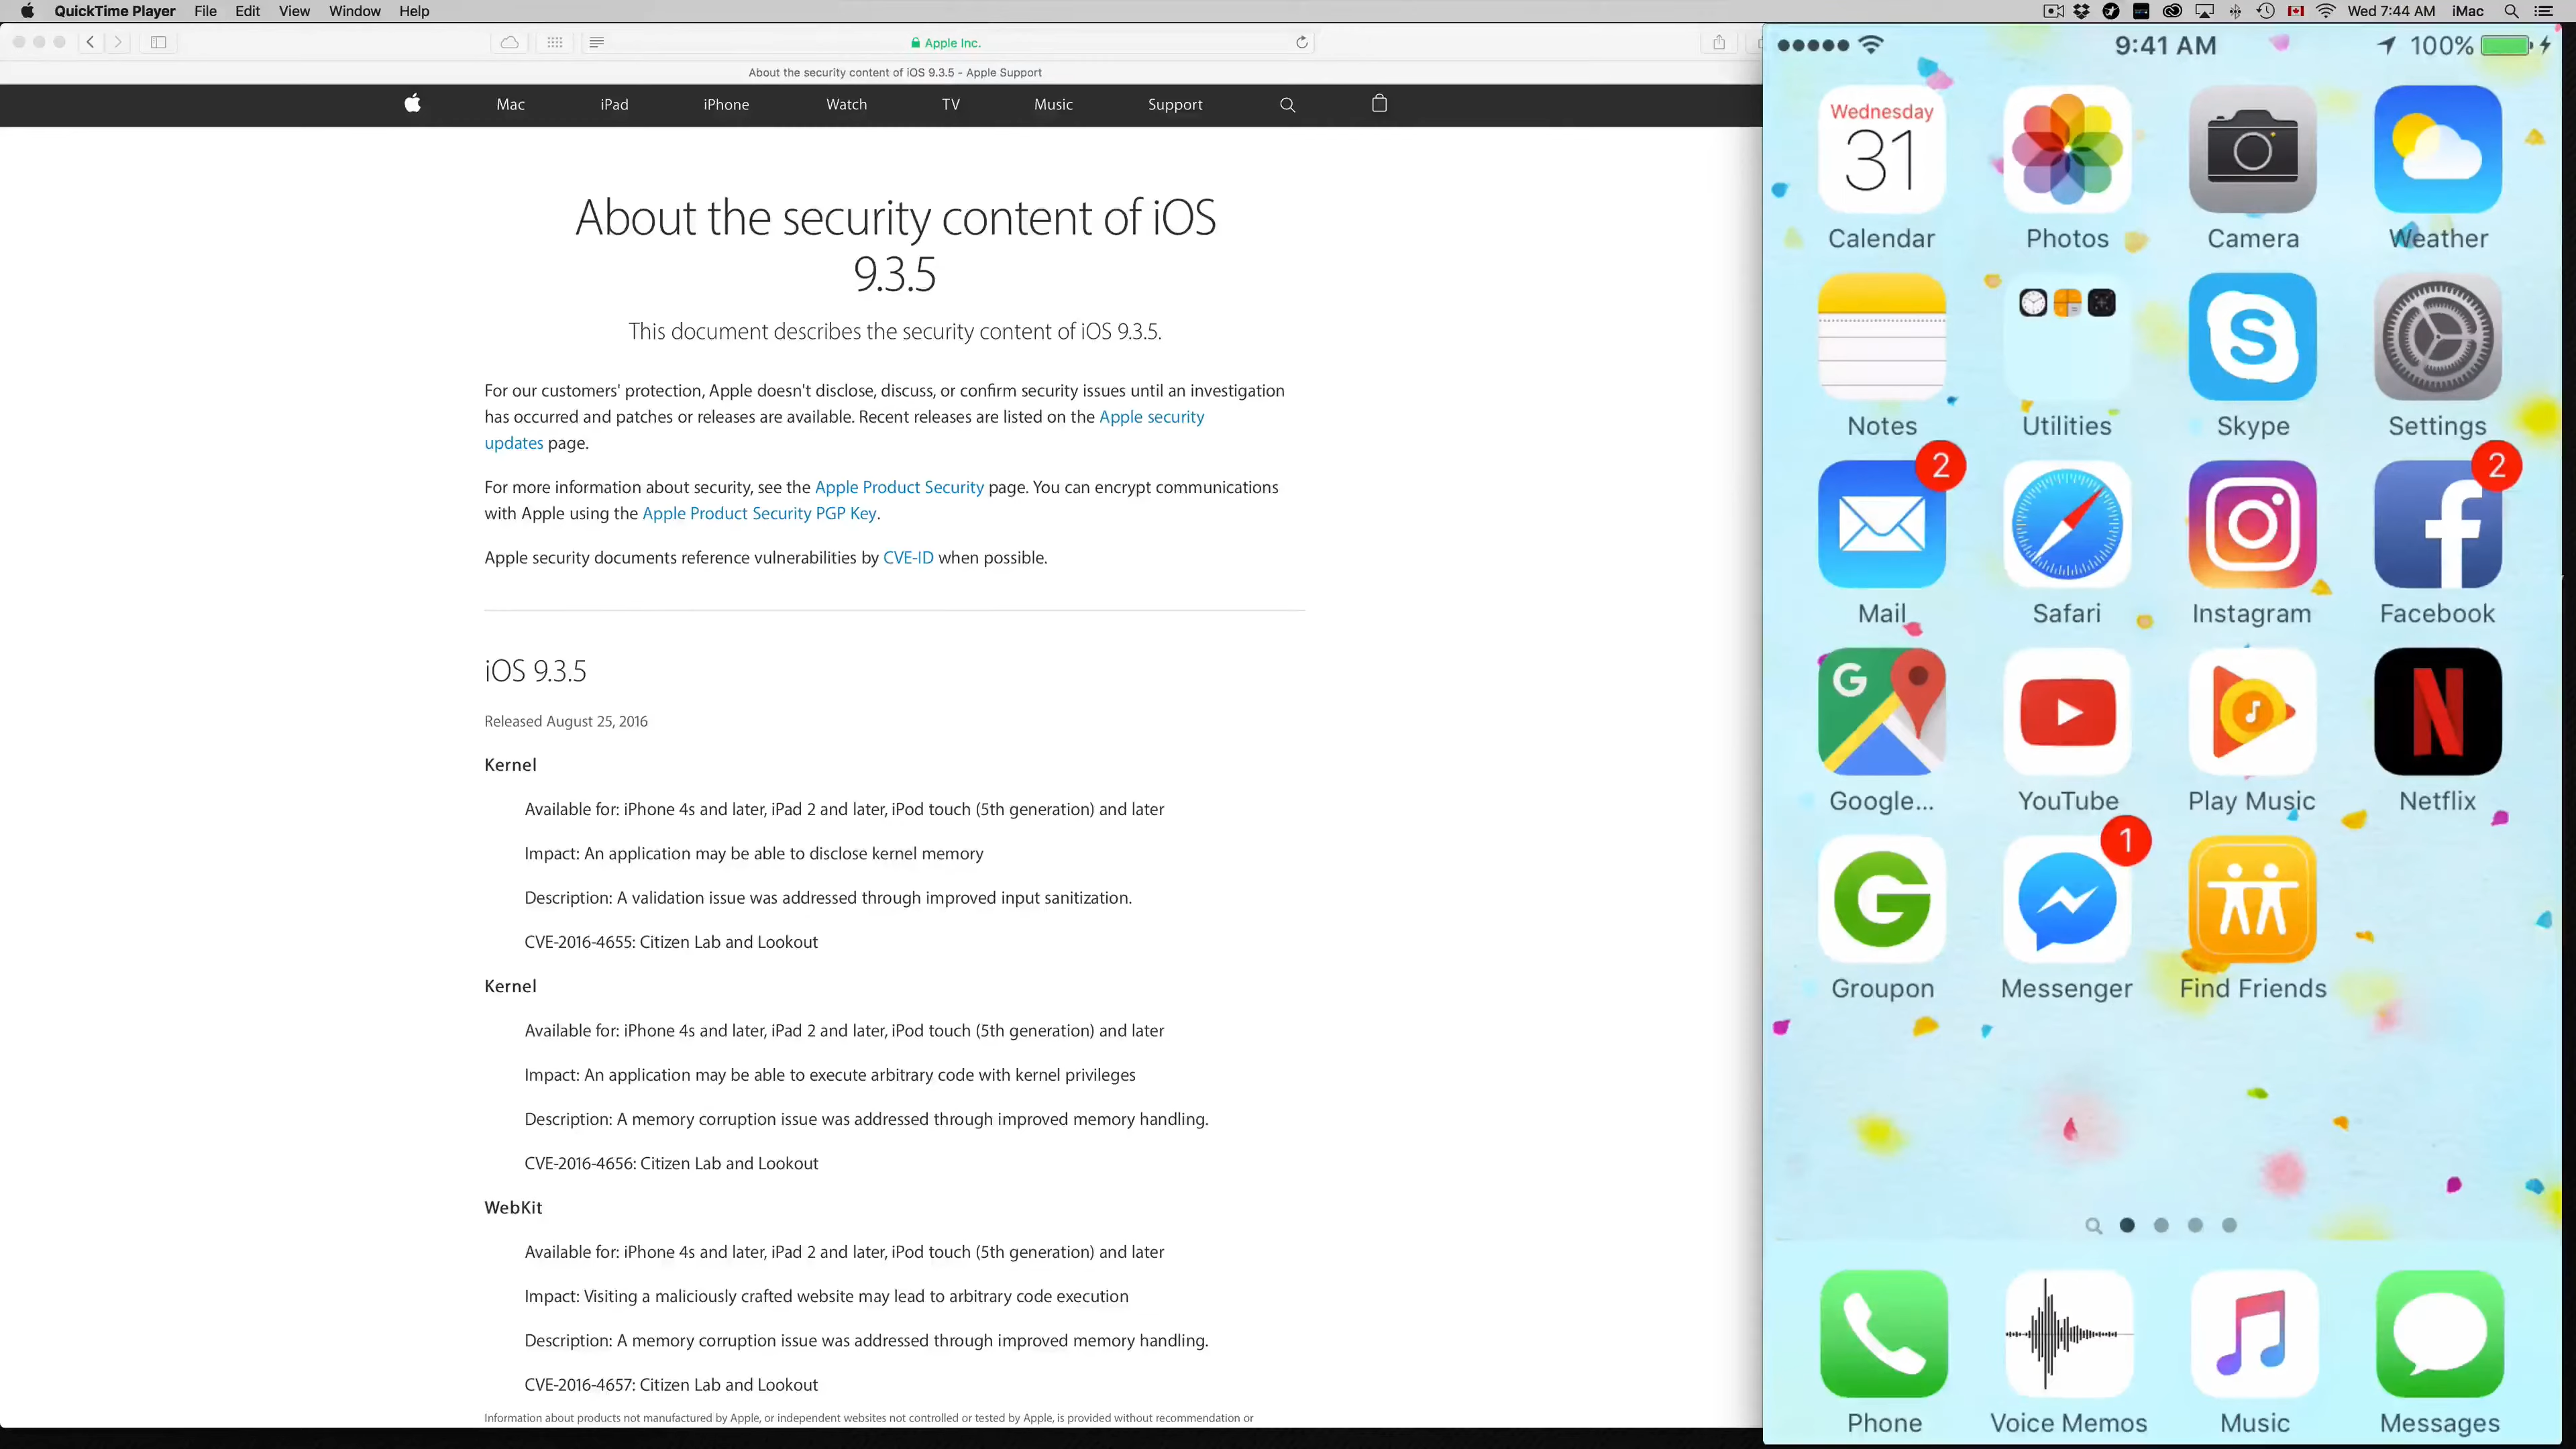 QuickTime Player File Edit View Window Help
Wed 7:44 AM iMac
Apple Inc.
About the security content of iOS 9.3.5 - Apple Support
Mac iPad iPhone Watch TV Music Support
About the security content of iOS
9.3.5
This document describes the security content of iOS 9.3.5.
For our customers' protection, Apple doesn't disclose, discuss, or confirm security issues until an investigation
has occurred and patches or releases are available. Recent releases are listed on the Apple security
updates page.
For more information about security, see the Apple Product Security page. You can encrypt communications
with Apple using the Apple Product Security PGP Key.
Apple security documents reference vulnerabilities by CVE-ID when possible.
iOS 9.3.5
Released August 25, 2016
Kernel
Available for: iPhone 4s and later, iPad 2 and later, iPod touch (5th generation) and later
Impact: An application may be able to disclose kernel memory
Description: A validation issue was addressed through improved input sanitization.
CVE-2016-4655: Citizen Lab and Lookout
Kernel
Available for: iPhone 4s and later, iPad 2 and later, iPod touch (5th generation) and later
Impact: An application may be able to execute arbitrary code with kernel privileges
Description: A memory corruption issue was addressed through improved memory handling.
CVE-2016-4656: Citizen Lab and Lookout
WebKit
Available for: iPhone 4s and later, iPad 2 and later, iPod touch (5th generation) and later
Impact: Visiting a maliciously crafted website may lead to arbitrary code execution
Description: A memory corruption issue was addressed through improved memory handling.
CVE-2016-4657: Citizen Lab and Lookout
Information about products not manufactured by Apple, or independent websites not controlled or tested by Apple, is provided without recommendation or
9:41 AM 100%
Wednesday
31
Calendar Photos Camera Weather
S
Notes Utilities Skype Settings
2 2
f
Mail Safari Instagram Facebook
G N
Google... YouTube Play Music Netflix
1
G
Groupon Messenger Find Friends
Phone Voice Memos Music Messages